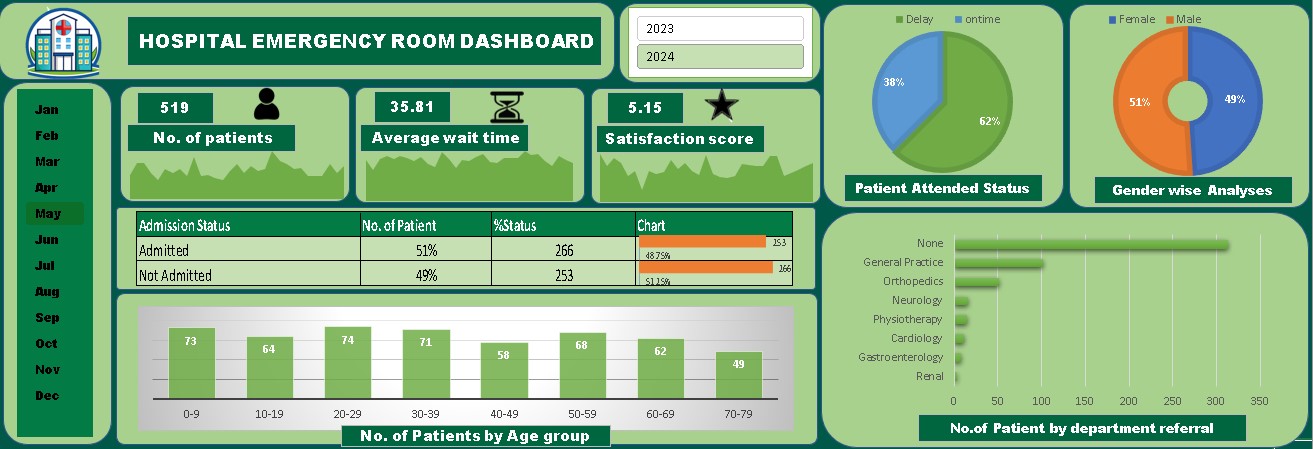 HOSPITAL EMERGENCY ROOM DASHBOARD
2023
2024
Jan
Feb
Mar
Apr
May
Jun
Jul
Aug
Sep
Oct
Nov
Dec
519
No. of patients
35.81
Average wait time
5.15
Satisfaction score
Admission Status No. of Patient %Status Chart
Admitted 51% 266 253
48.75%
Not Admitted 49% 253 266
51.25%
73 64 74 71 58 68 62 49
0-9 10-19 20-29 30-39 40-49 50-59 60-69 70-79
No. of Patients by Age group
Delay ontime
38%
62%
Patient Attended Status
Female Male
51% 49%
Gender wise Analyses
None
General Practice
Orthopedics
Neurology
Physiotherapy
Cardiology
Gastroenterology
Renal
0 50 100 150 200 250 300 350
No.of Patient by department referral